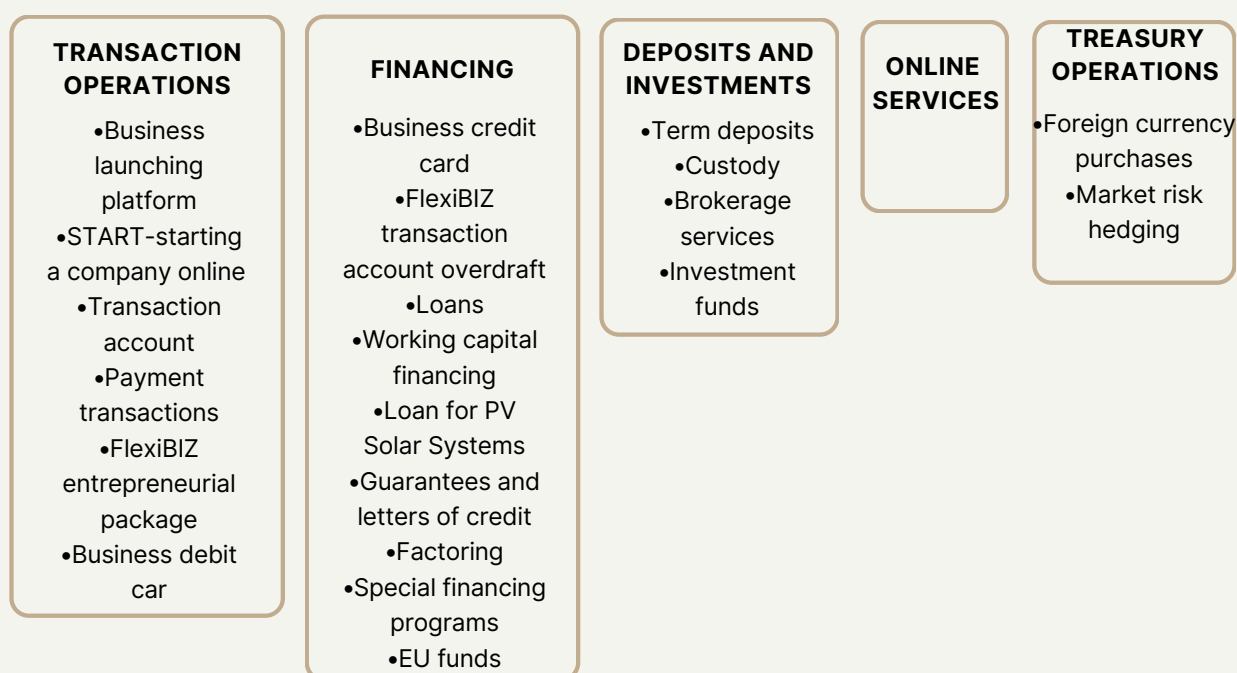 TRANSACTION
OPERATIONS
•Business
launching
platform
•START-starting
a company online
•Transaction
account
•Payment
transactions
•FlexiBIZ
entrepreneurial
package
•Business debit
car
FINANCING
•Business credit
card
•FlexiBIZ
transaction
account overdraft
•Loans
•Working capital
financing
•Loan for PV
Solar Systems
•Guarantees and
letters of credit
•Factoring
•Special financing
programs
•EU funds
DEPOSITS AND
INVESTMENTS
•Term deposits
•Custody
•Brokerage
services
•Investment
funds
ONLINE
SERVICES
TREASURY
OPERATIONS
•Foreign currency
purchases
•Market risk
hedging